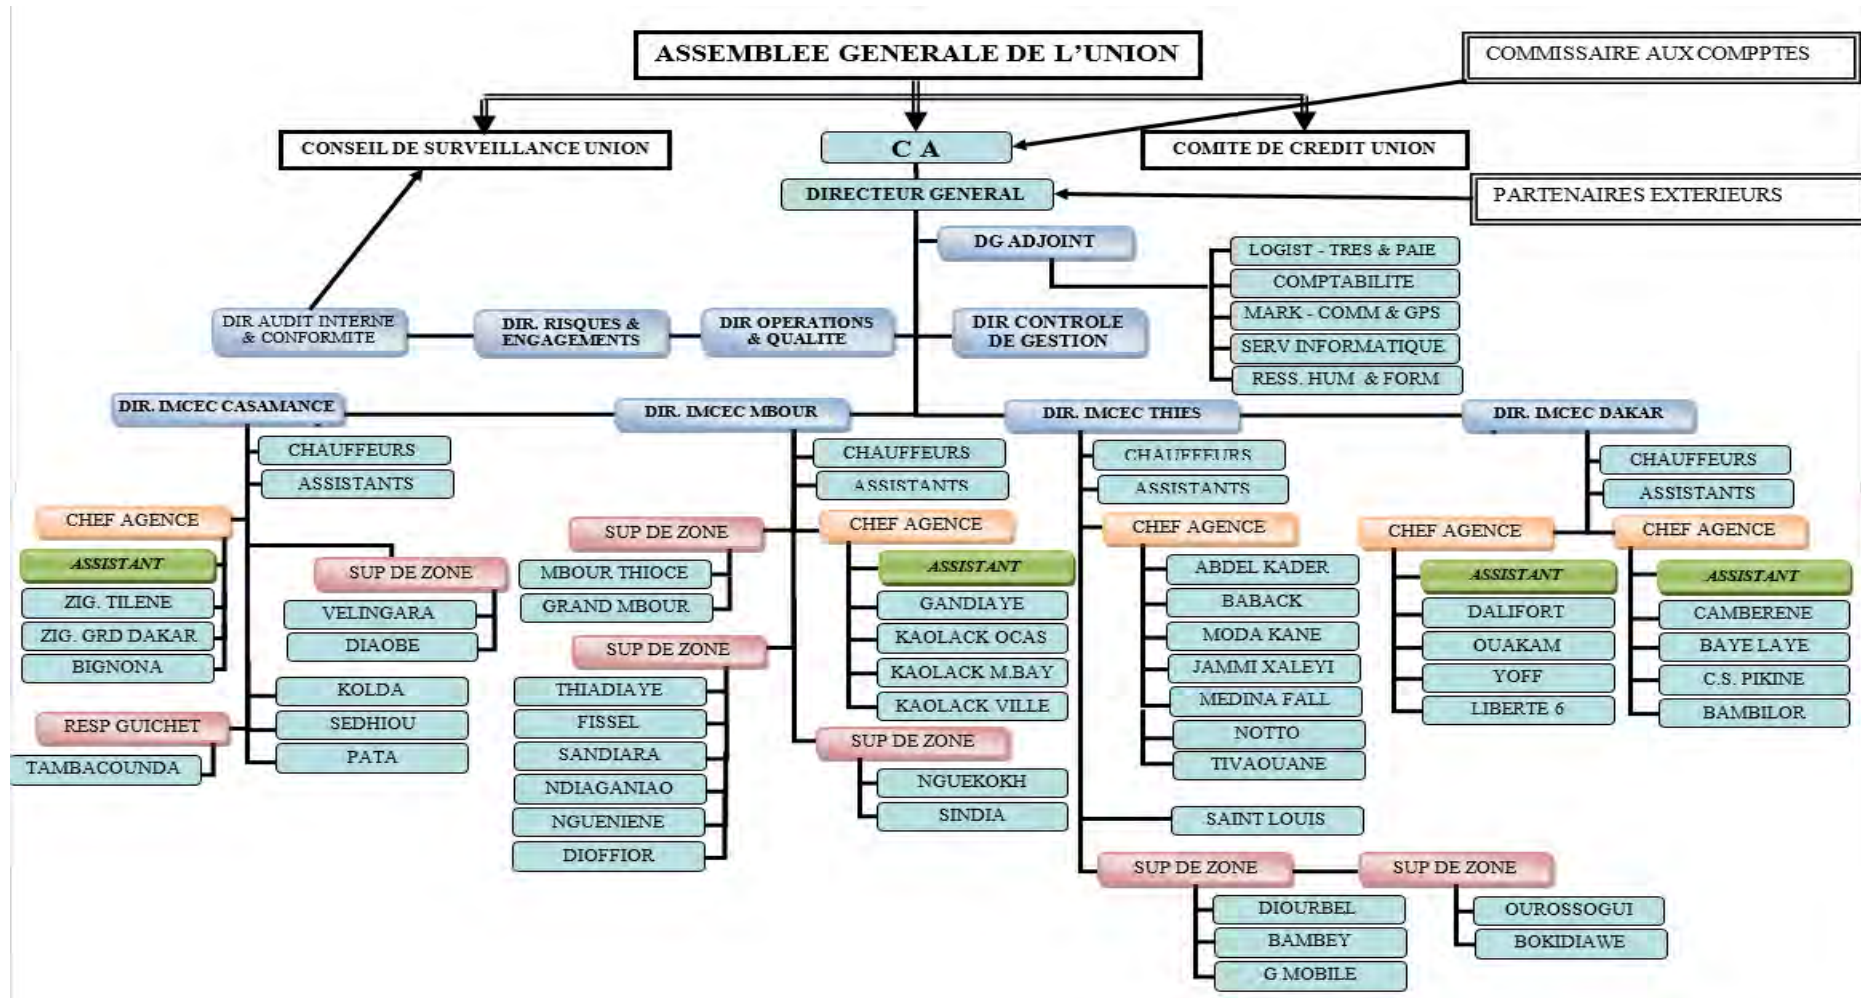 ASSEMBLEE GENERALE DE L'UNION
COMMISSAIRE AUX COMPPTES
CONSEIL DE SURVEILLANCE UNION
C A
COMITE DE CREDIT UNION
DIRECTEUR GENERAL
PARTENAIRES EXTERIEURS
DG ADJOINT
LOGIST - TRES & PAIE
COMPTABILITE
MARK - COMM & GPS
SERV INFORMATIQUE
RESS. HUM & FORM
DIR AUDIT INTERNE
& CONFORMITE
DIR. RISQUES &
ENGAGEMENTS
DIR OPERATIONS
& QUALITE
DIR CONTROLE
DE GESTION
DIR. IMCEC CASAMANCE
DIR. IMCEC MBOUR
DIR. IMCEC THIES
DIR. IMCEC DAKAR
CHAUFFEURS
ASSISTANTS
CHEF AGENCE
ASSISTANT
ZIG. TILENE
ZIG. GRD DAKAR
BIGNONA
SUP DE ZONE
VELINGARA
DIAOBE
KOLDA
SEDHIOU
PATA
RESP GUICHET
TAMBACOUNDA
CHAUFFEURS
ASSISTANTS
SUP DE ZONE
MBOUR THIOCE
GRAND MBOUR
SUP DE ZONE
THIADIAYE
FISSEL
SANDIARA
NDIAGANIAO
NGUENIENE
DIOFFIOR
CHEF AGENCE
ASSISTANT
GANDIAYE
KAOLACK OCAS
KAOLACK M.BAY
KAOLACK VILLE
SUP DE ZONE
NGUEKOKH
SINDIA
CHAUFFEURS
ASSISTANTS
CHEF AGENCE
ABDEL KADER
BABACK
MODA KANE
JAMMI XALEYI
MEDINA FALL
NOTTO
TIVAOUANE
SAINT LOUIS
SUP DE ZONE
DIOURBEL
BAMBEY
G MOBILE
SUP DE ZONE
OUROSSOGUI
BOKIDIAWE
CHAUFFEURS
ASSISTANTS
CHEF AGENCE
ASSISTANT
DALIFORT
OUAKAM
YOFF
LIBERTE 6
CHEF AGENCE
ASSISTANT
CAMBERENE
BAYE LAYE
C.S. PIKINE
BAMBILOR